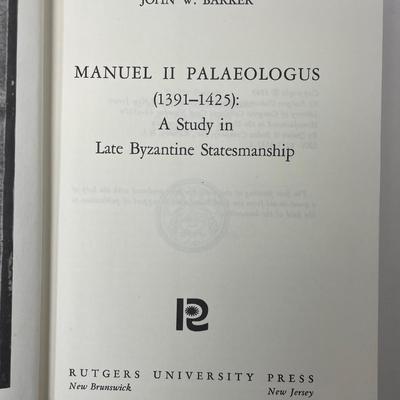 JOHN W. BARKER
MANUEL II PALAEOLOGUS
(1391–1425):
A Study in
Late Byzantine Statesmanship
R
RUTGERS UNIVERSITY PRESS
New Brunswick New Jersey